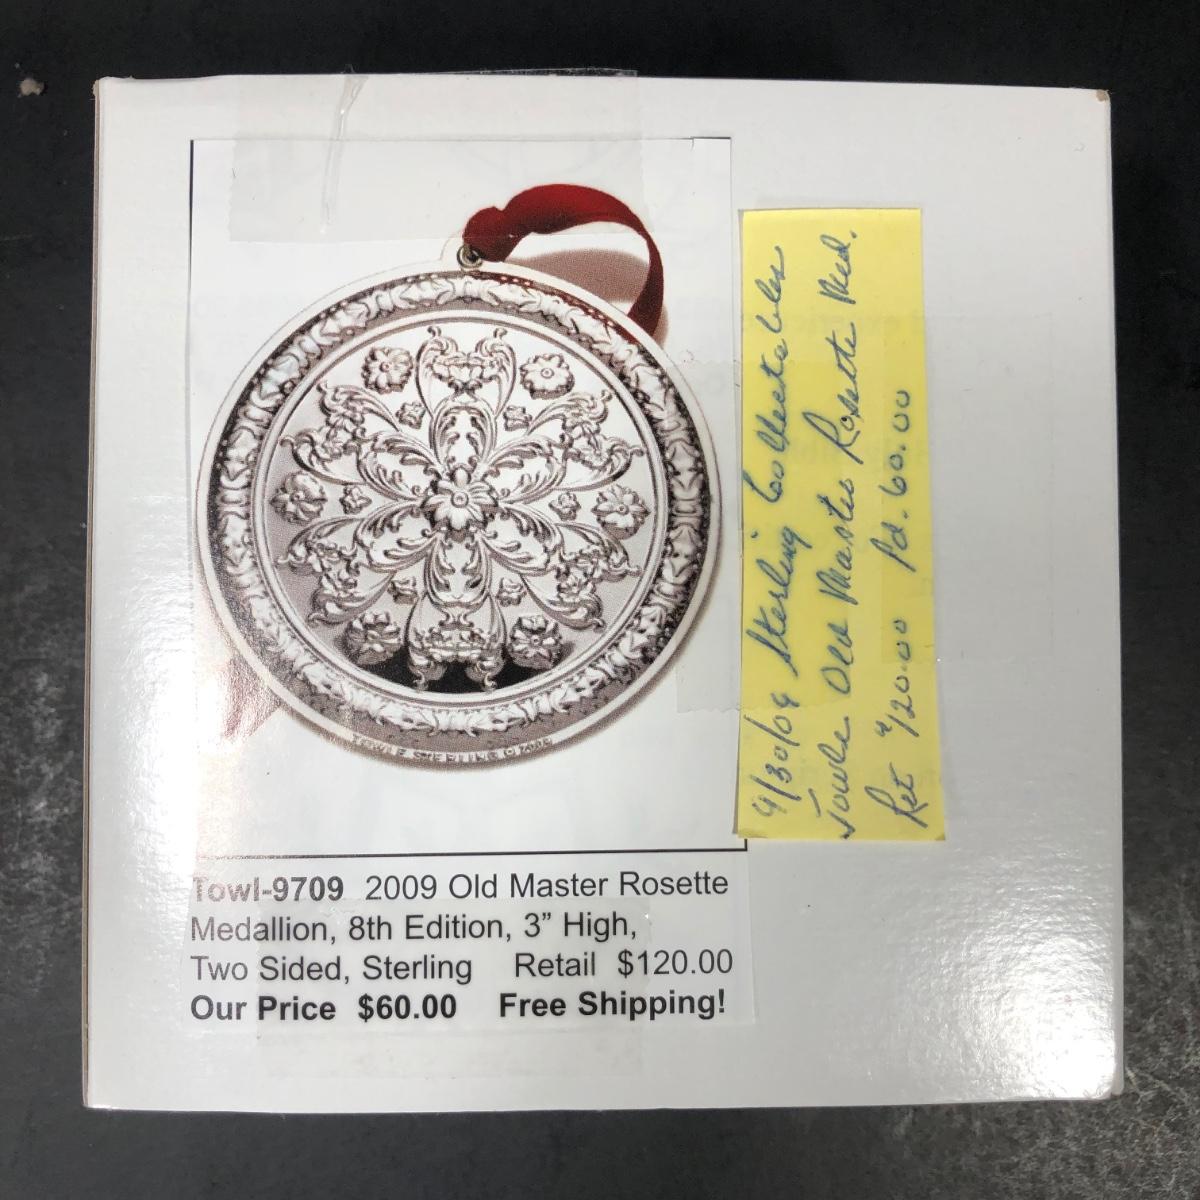 TOWLE STERLING © 2009
Towl-9709 2009 Old Master Rosette
Medallion, 8th Edition, 3” High,
Two Sided, Sterling Retail $120.00
Our Price $60.00 Free Shipping!
9/30/09 Sterling Collectables
Towle Old Master Rosette Med.
Ret $120.00 Pd. 60.00